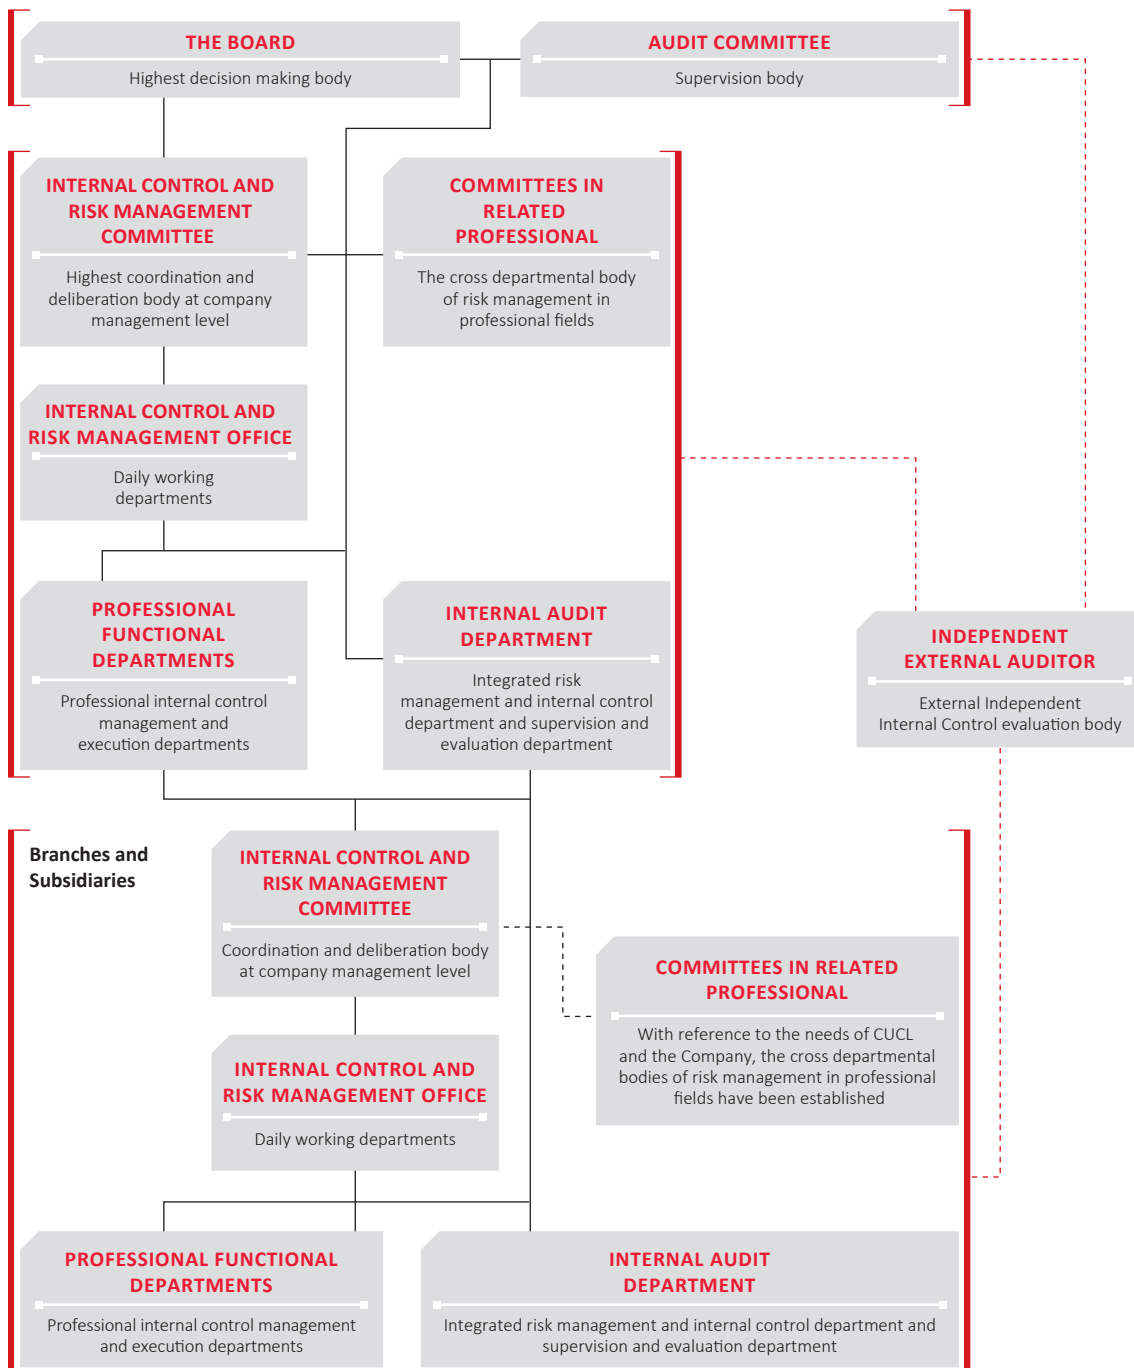 THE BOARD
Highest decision making body
AUDIT COMMITTEE
Supervision body
INTERNAL CONTROL AND
RISK MANAGEMENT
COMMITTEE
Highest coordination and
deliberation body at company
management level
COMMITTEES IN
RELATED
PROFESSIONAL
The cross departmental body
of risk management in
professional fields
INTERNAL CONTROL AND
RISK MANAGEMENT OFFICE
Daily working
departments
PROFESSIONAL
FUNCTIONAL
DEPARTMENTS
Professional internal control
management and
execution departments
INTERNAL AUDIT
DEPARTMENT
Integrated risk
management and internal control
department and supervision and
evaluation department
INDEPENDENT
EXTERNAL AUDITOR
External Independent
Internal Control evaluation body
Branches and
Subsidiaries
INTERNAL CONTROL AND
RISK MANAGEMENT
COMMITTEE
Coordination and deliberation body
at company management level
COMMITTEES IN RELATED
PROFESSIONAL
With reference to the needs of CUCL
and the Company, the cross departmental
bodies of risk management in professional
fields have been established
INTERNAL CONTROL AND
RISK MANAGEMENT OFFICE
Daily working departments
PROFESSIONAL FUNCTIONAL
DEPARTMENTS
Professional internal control management
and execution departments
INTERNAL AUDIT
DEPARTMENT
Integrated risk management and internal control department and
supervision and evaluation department